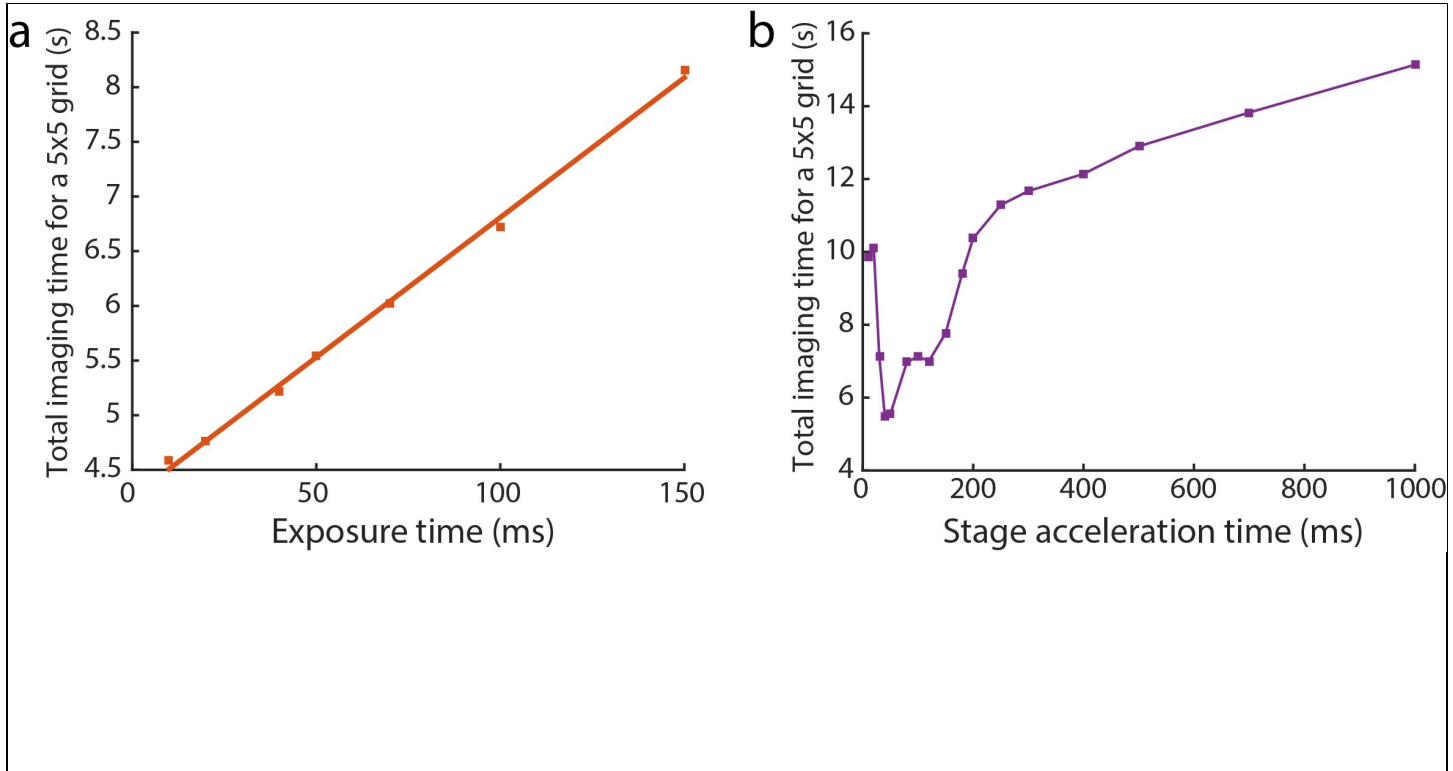 a
Total imaging time for a 5x5 grid (s)
8.5
8
7.5
7
6.5
6
5.5
5
4.5
0 50 100 150
Exposure time (ms)
b
Total imaging time for a 5x5 grid (s)
16
14
12
10
8
6
4
0 200 400 600 800 1000
Stage acceleration time (ms)